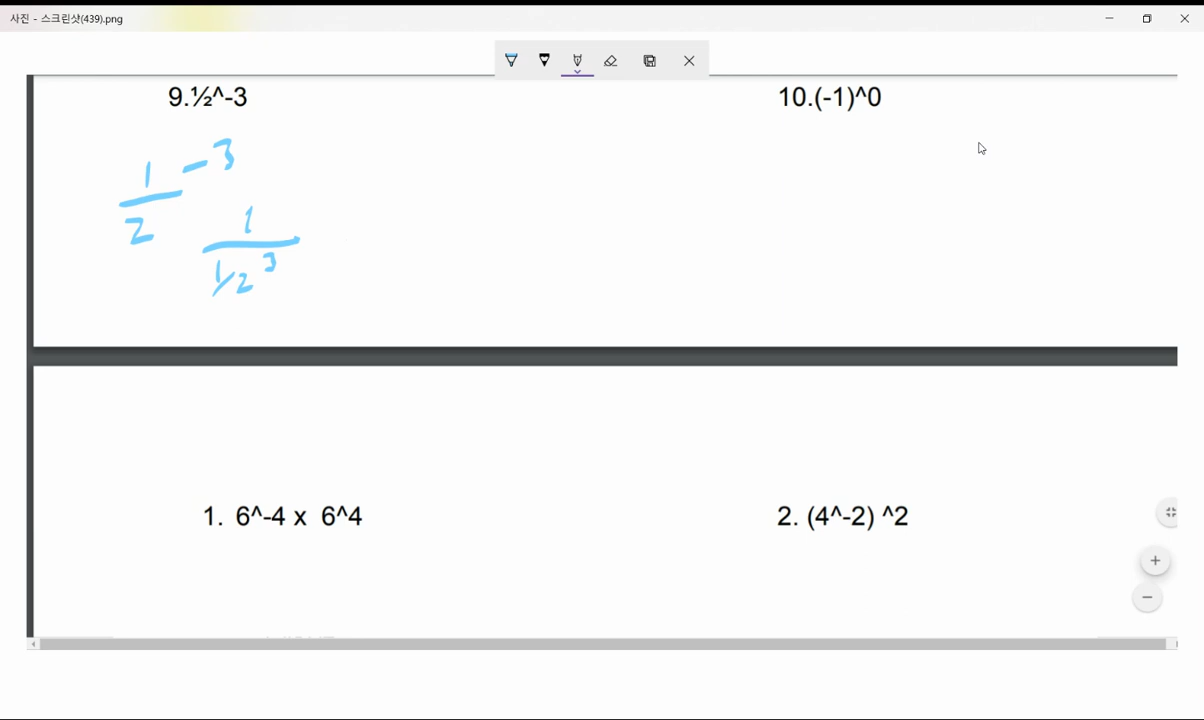 사진 - 스크린샷(439).png
9.½^-3
10.(-1)^0
1 - 3
2
1
1/2 3
1. 6^-4 x 6^4
2. (4^-2) ^2